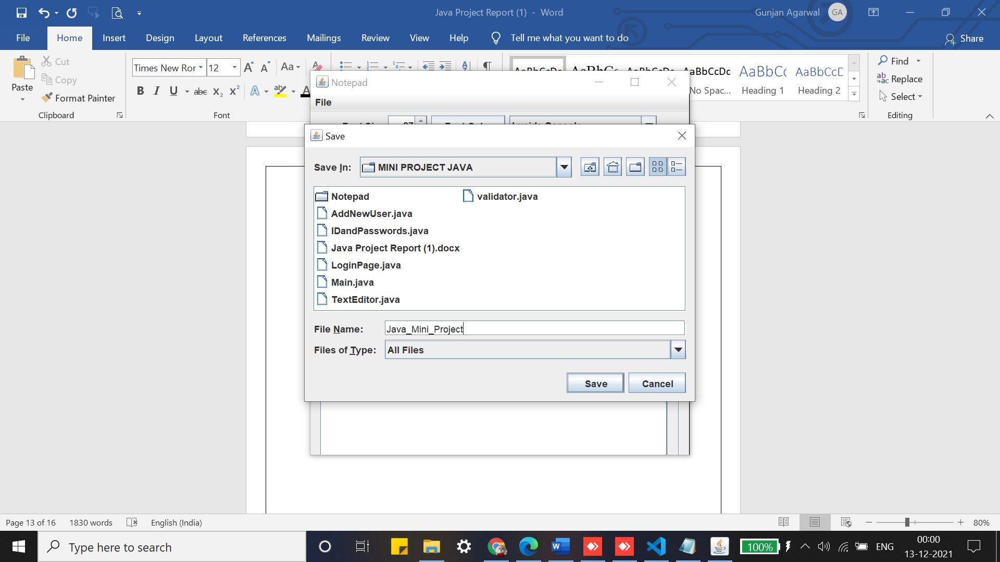 Java Project Report (1) - Word
Gunjan Agarwal GA
File Home Insert Design Layout References Mailings Review View Help Tell me what you want to do Share
Paste
Cut
Copy
Format Painter
Clipboard
Times New Ror 12 Aa
B I U abc X₂ X² A ab A
Font
No Spac...
AaBbCc Heading 1
AaBbCcD Heading 2
Find
Replace
Select
Editing
Notepad
File
Save
Save In: MINI PROJECT JAVA
Notepad
AddNewUser.java
IDandPasswords.java
Java Project Report (1).docx
LoginPage.java
Main.java
TextEditor.java
validator.java
File Name: Java_Mini_Project
Files of Type: All Files
Save Cancel
Page 13 of 16 1830 words English (India) 80%
Type here to search
100% ENG 00:00
13-12-2021